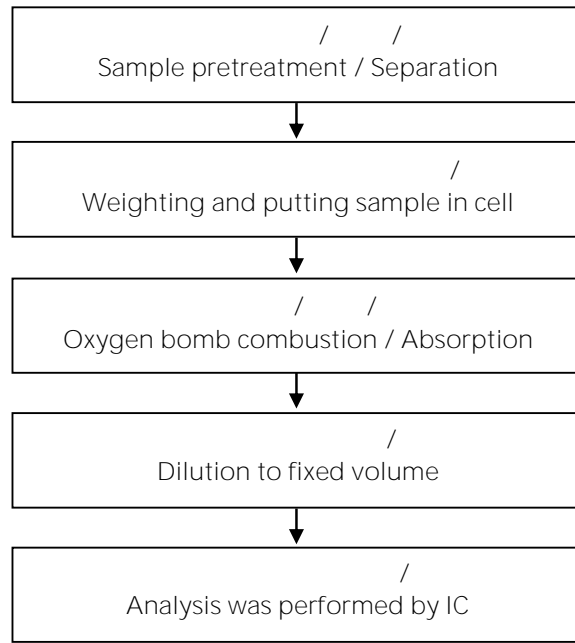 / /
Sample pretreatment / Separation
/
Weighting and putting sample in cell
/ /
Oxygen bomb combustion / Absorption
/
Dilution to fixed volume
/
Analysis was performed by IC